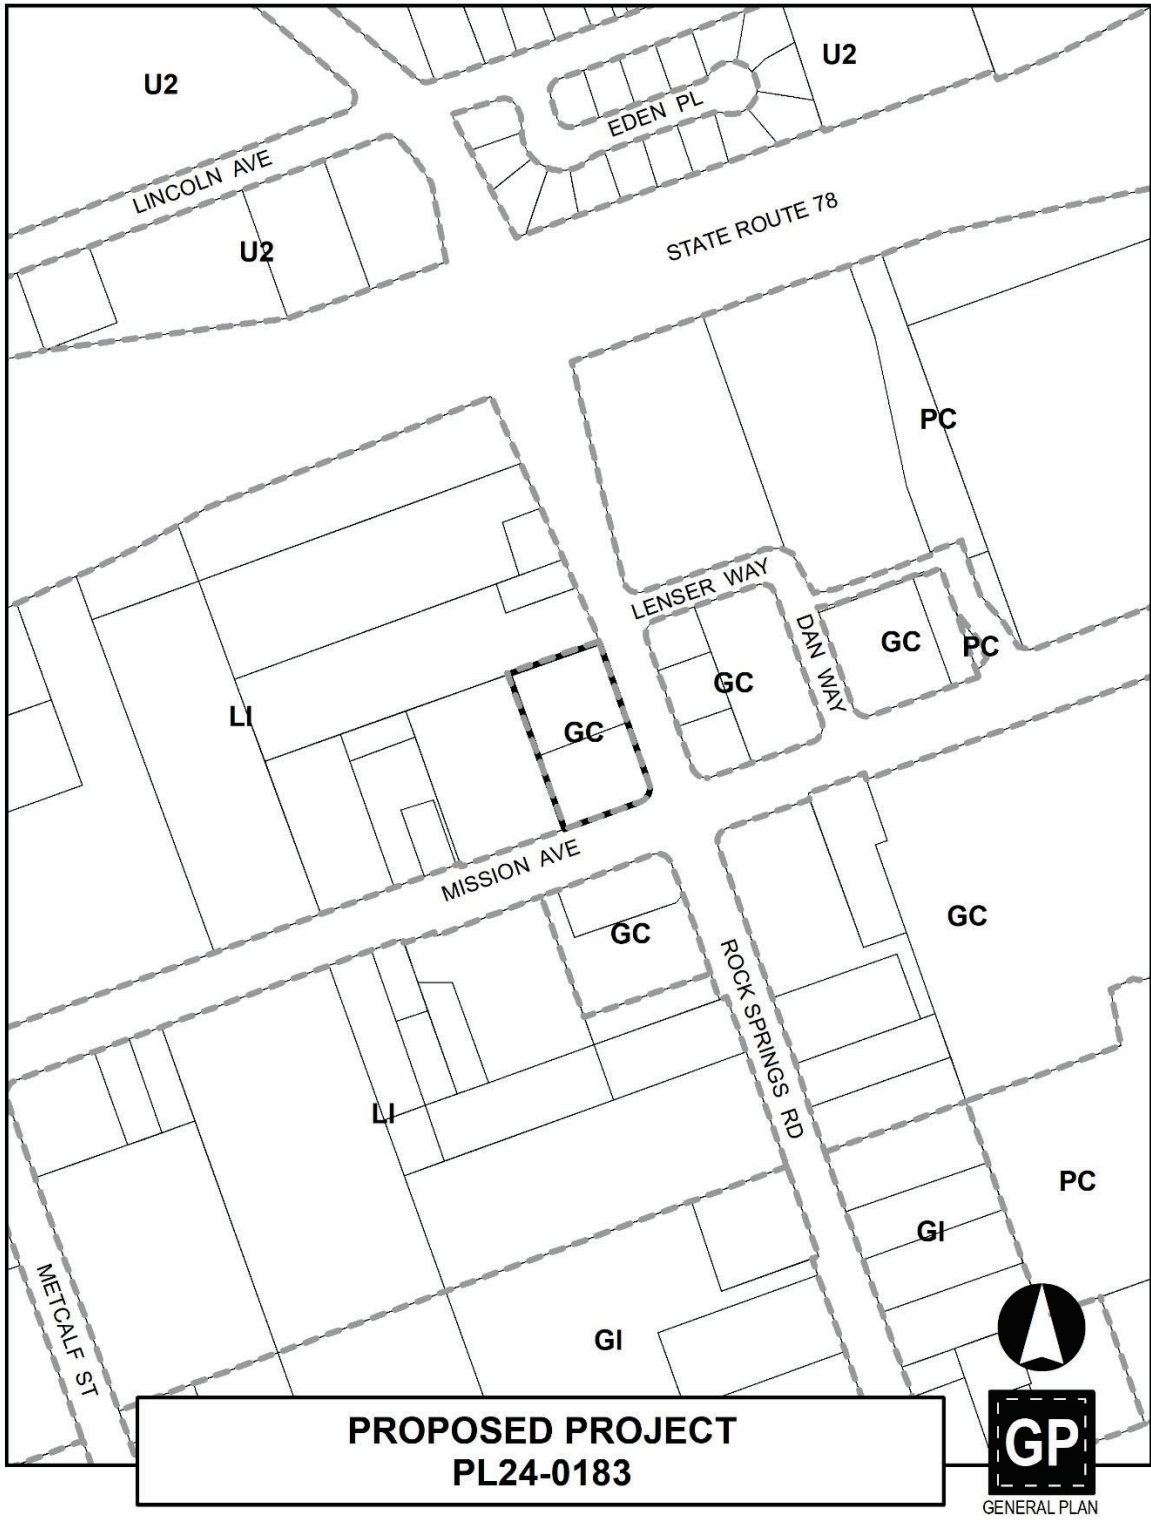 U2
U2
EDEN PL
LINCOLN AVE
U2
STATE ROUTE 78
PC
LENSER WAY
DAN WAY
GC
PC
GC
LI
GC
MISSION AVE
GC
GC
ROCK SPRINGS RD
LI
PC
GI
METCALF ST
GI
PROPOSED PROJECT
PL24-0183
GP
GENERAL PLAN